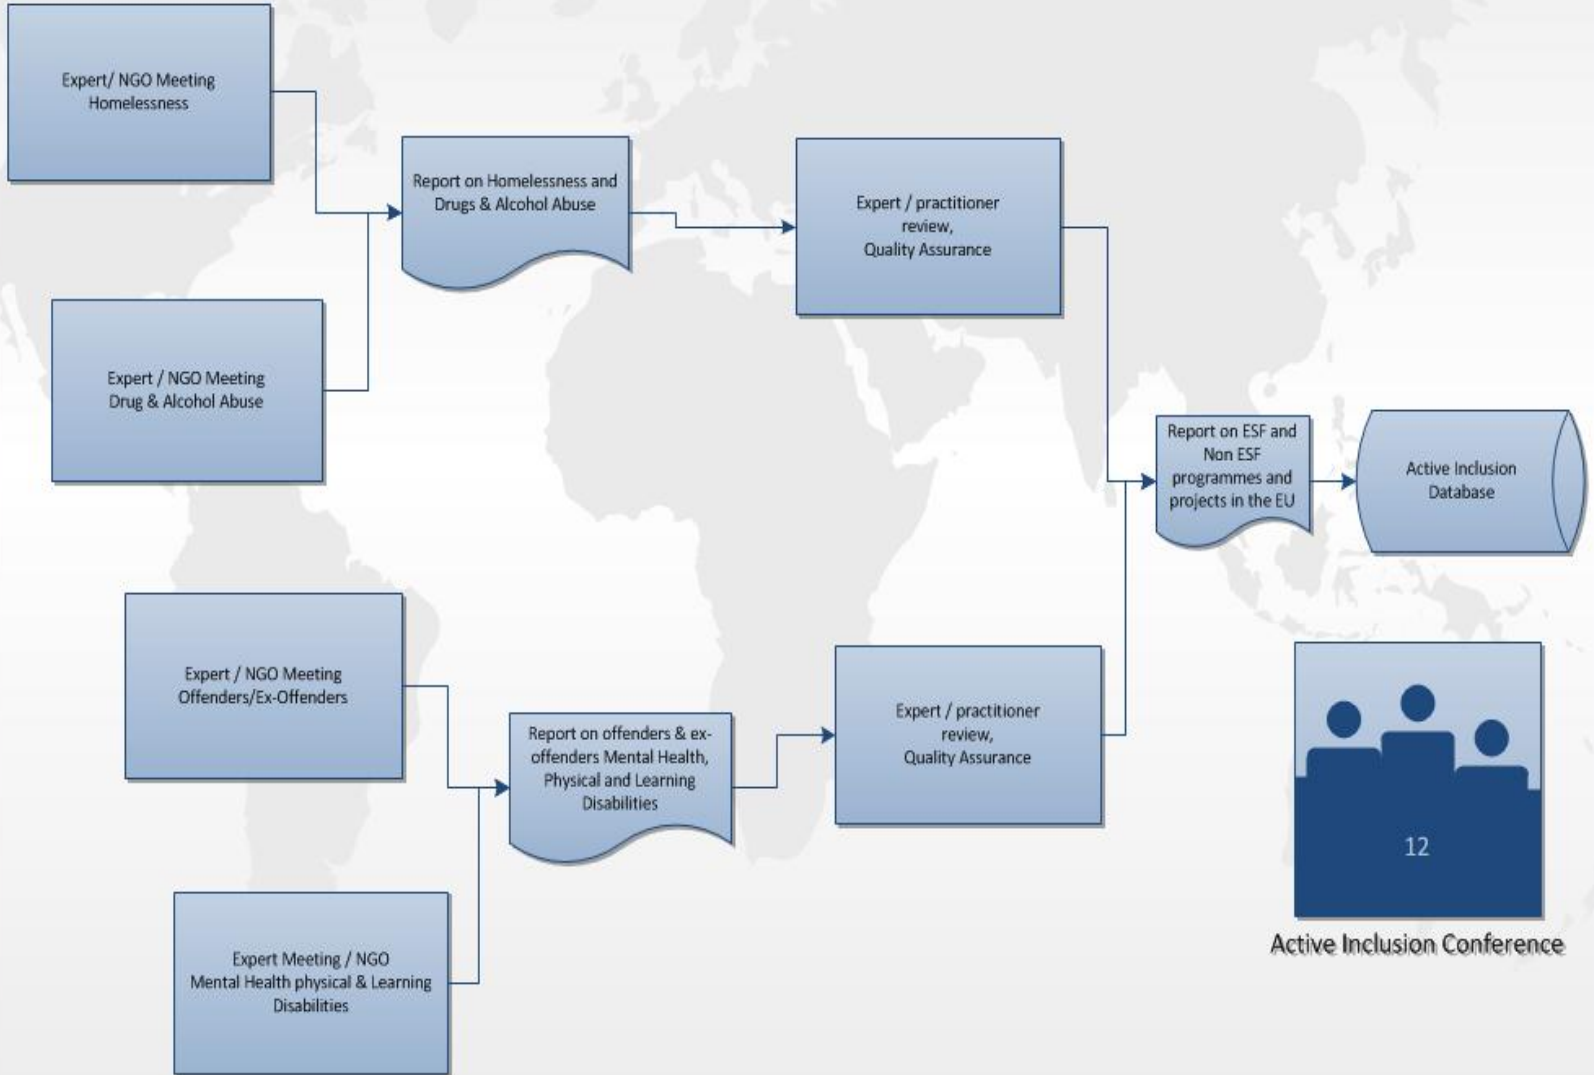 Expert/ NGO Meeting
Homelessness
Expert / NGO Meeting
Drug & Alcohol Abuse
Report on Homelessness and
Drugs & Alcohol Abuse
Expert / practitioner
review,
Quality Assurance
Expert / NGO Meeting
Offenders/Ex-Offenders
Expert Meeting / NGO
Mental Health physical & Learning
Disabilities
Report on offenders & ex-
offenders Mental Health,
Physical and Learning
Disabilities
Expert / practitioner
review,
Quality Assurance
Report on ESF and
Non ESF
programmes and
projects in the EU
Active Inclusion
Database
12
Active Inclusion Conference